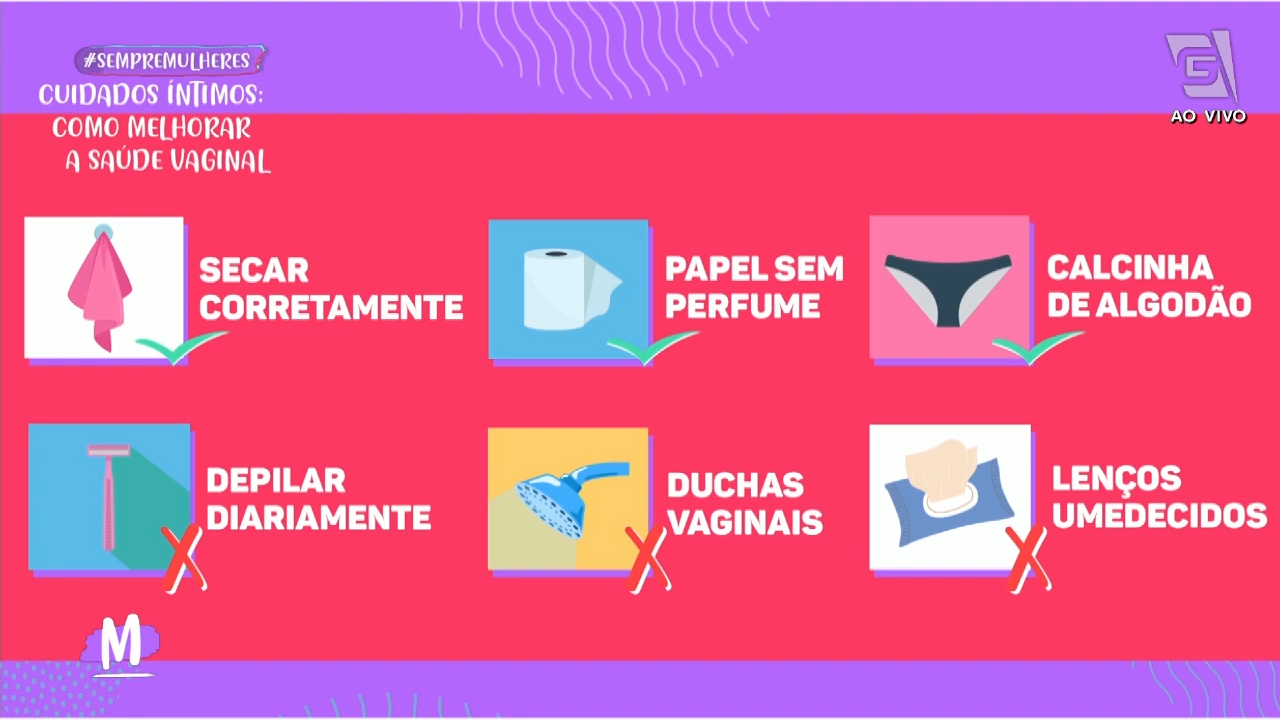 #SEMPREMULHERES
CUIDADOS ÍNTIMOS:
COMO MELHORAR
A SAÚDE VAGINAL
G
AO VIVO
SECAR
CORRETAMENTE
PAPEL SEM
PERFUME
CALCINHA
DE ALGODÃO
DEPILAR
DIARIAMENTE
DUCHAS
VAGINAIS
LENÇOS
UMEDECIDOS
M